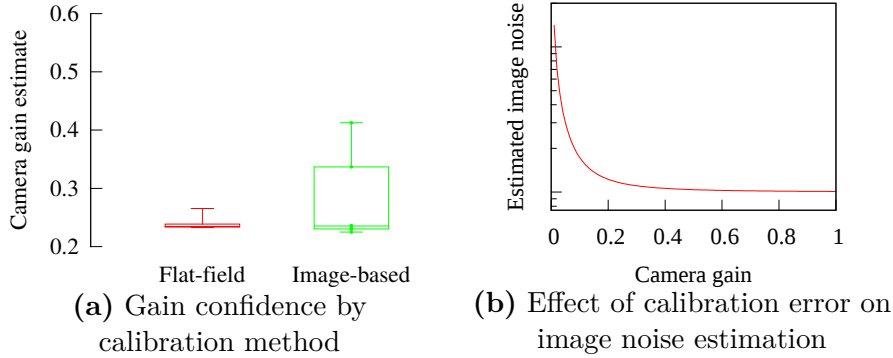 Camera gain estimate
0.6
0.5
0.4
0.3
0.2
Flat-field Image-based
(a) Gain confidence by
calibration method
Estimated image noise
0 0.2 0.4 0.6 0.8 1
Camera gain
(b) Effect of calibration error on
image noise estimation